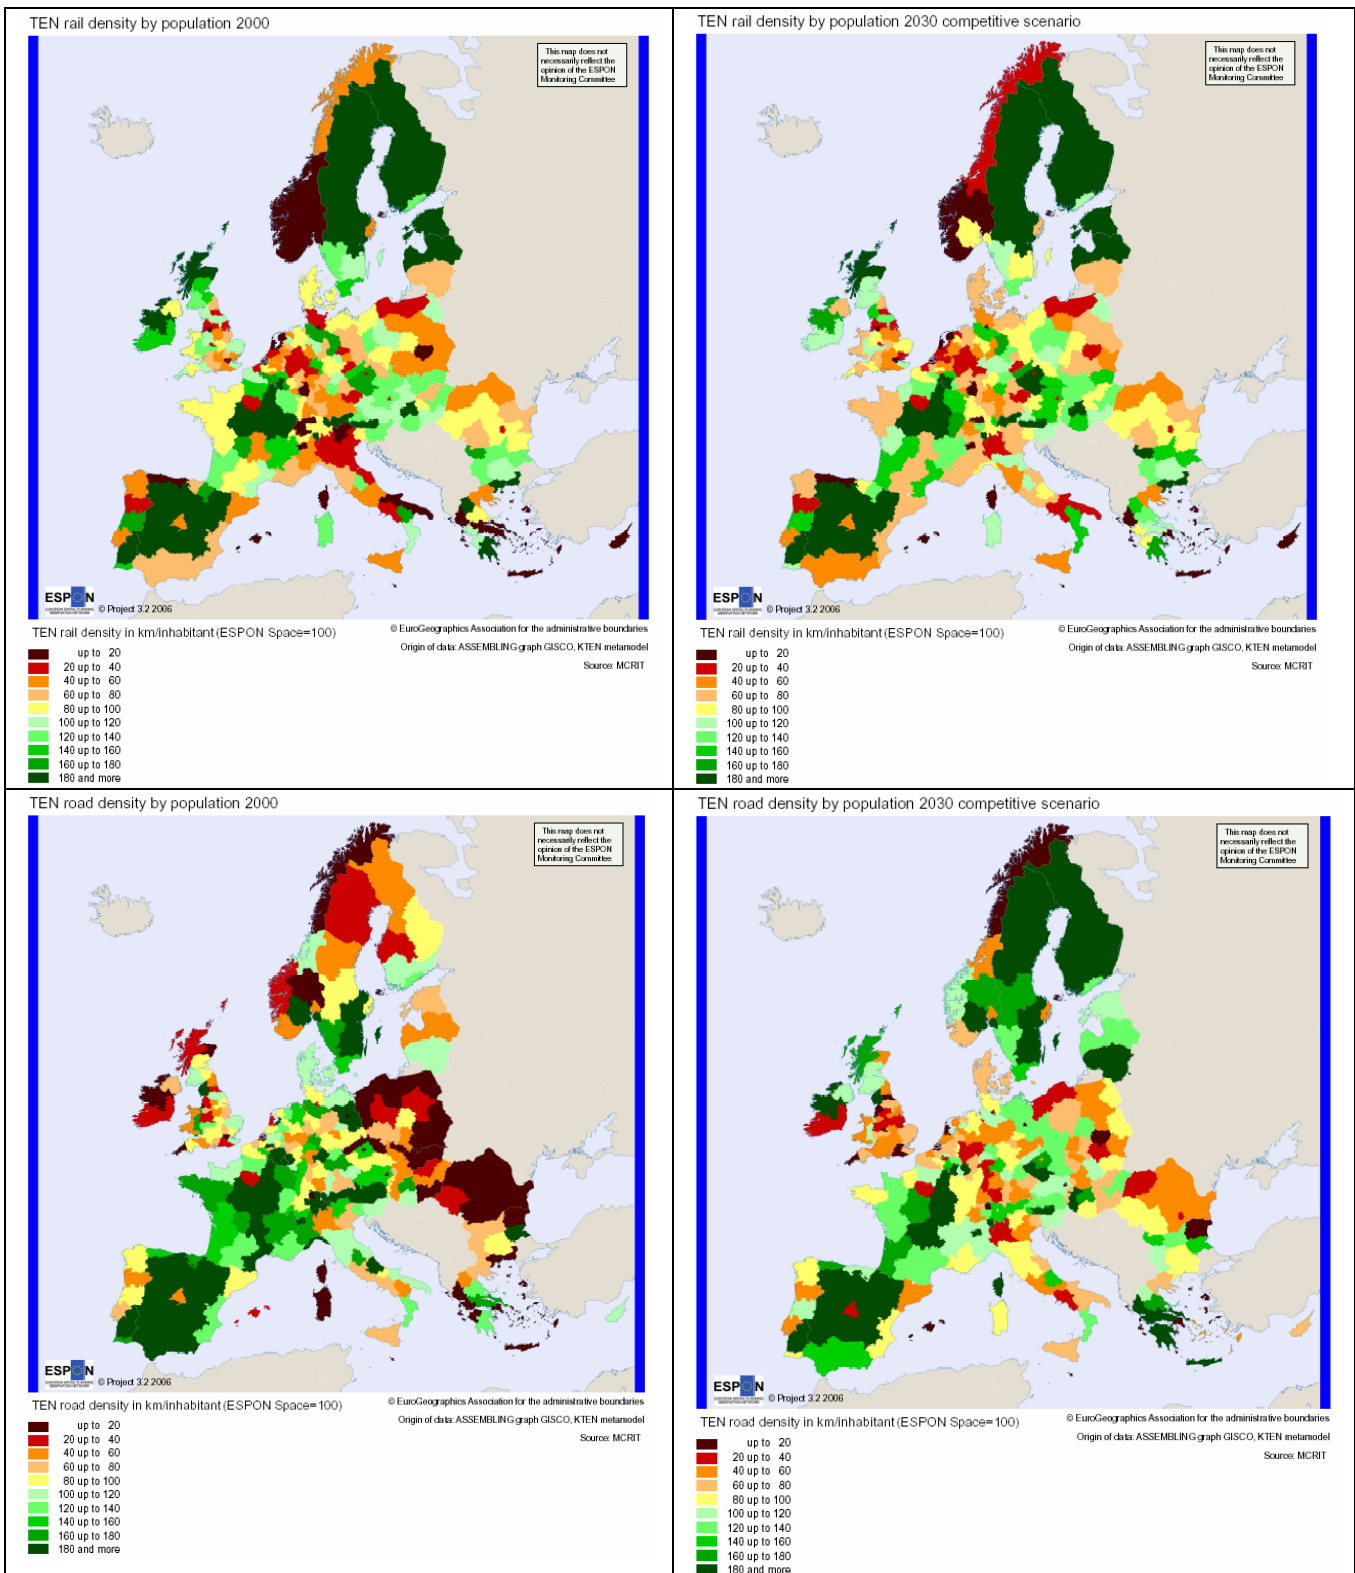 TEN rail density by population 2000
This map does not
necessarily reflect the
opinion of the ESPON
Monitoring Committee
ESPON
© Project 3.2 2006
TEN rail density in km/inhabitant (ESPON Space=100)
© EuroGeographics Association for the administrative boundaries
Origin of data: ASSEMBLING graph GISCO, KTEN metamodel
Source: MCRIT
up to 20
20 up to 40
40 up to 60
60 up to 80
80 up to 100
100 up to 120
120 up to 140
140 up to 160
160 up to 180
180 and more
TEN rail density by population 2030 competitive scenario
This map does not
necessarily reflect the
opinion of the ESPON
Monitoring Committee
ESPON
© Project 3.2 2006
TEN rail density in km/inhabitant (ESPON Space=100)
© EuroGeographics Association for the administrative boundaries
Origin of data: ASSEMBLING graph GISCO, KTEN metamodel
Source: MCRIT
up to 20
20 up to 40
40 up to 60
60 up to 80
80 up to 100
100 up to 120
120 up to 140
140 up to 160
160 up to 180
180 and more
TEN road density by population 2000
This map does not
necessarily reflect the
opinion of the ESPON
Monitoring Committee
ESPON
© Project 3.2 2006
TEN road density in km/inhabitant (ESPON Space=100)
© EuroGeographics Association for the administrative boundaries
Origin of data: ASSEMBLING graph GISCO, KTEN metamodel
Source: MCRIT
up to 20
20 up to 40
40 up to 60
60 up to 80
80 up to 100
100 up to 120
120 up to 140
140 up to 160
160 up to 180
180 and more
TEN road density by population 2030 competitive scenario
This map does not
necessarily reflect the
opinion of the ESPON
Monitoring Committee
ESPON
© Project 3.2 2006
TEN road density in km/inhabitant (ESPON Space=100)
© EuroGeographics Association for the administrative boundaries
Origin of data: ASSEMBLING graph GISCO, KTEN metamodel
Source: MCRIT
up to 20
20 up to 40
40 up to 60
60 up to 80
80 up to 100
100 up to 120
120 up to 140
140 up to 160
160 up to 180
180 and more